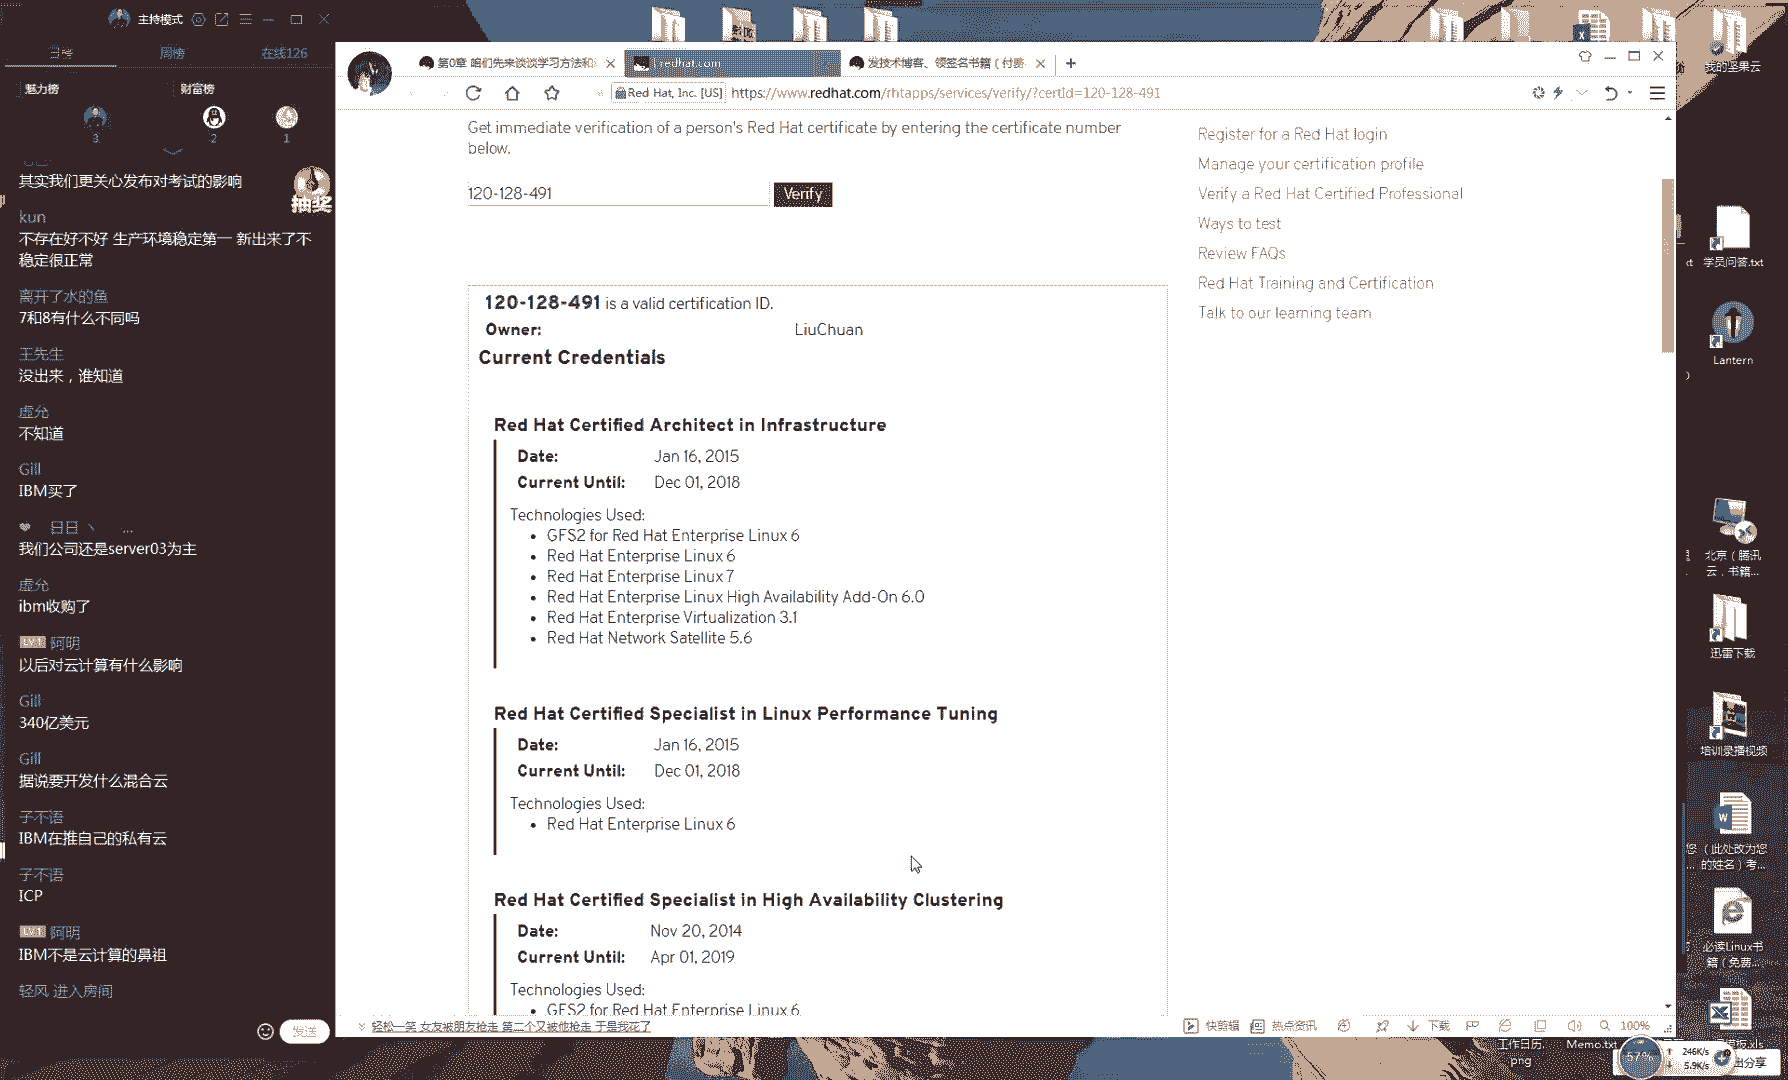 主持模式
周榜
在线126
魅力榜
财富榜
3
2
1
其实我们更关心发布对考试的影响
抽奖
kun
不存在好不好 生产环境稳定第一 新出来了不
稳定很正常
离开了水的鱼
7和8有什么不同吗
王先生
没出来，谁知道
虚允
不知道
Gill
IBM买了
日日 丶 ...
我们公司还是server03为主
虚允
ibm收购了
LV.1 阿明
以后对云计算有什么影响
Gill
340亿美元
Gill
据说要开发什么混合云
子不语
IBM在推自己的私有云
子不语
ICP
LV.1 阿明
IBM不是云计算的鼻祖
轻风 进入房间
发送
第0章 咱们先来谈谈学习方法和
redhat.com
发技术博客、领签名书籍（付费
Red Hat, Inc. [US]
https://www.redhat.com/rhtapps/services/verify/?certId=120-128-491
Get immediate verification of a person's Red Hat certificate by entering the certificate number
below.
120-128-491
Verify
120-128-491 is a valid certification ID.
Owner: LiuChuan
Current Credentials
Red Hat Certified Architect in Infrastructure
Date: Jan 16, 2015
Current Until: Dec 01, 2018
Technologies Used:
• GFS2 for Red Hat Enterprise Linux 6
• Red Hat Enterprise Linux 6
• Red Hat Enterprise Linux 7
• Red Hat Enterprise Linux High Availability Add-On 6.0
• Red Hat Enterprise Virtualization 3.1
• Red Hat Network Satellite 5.6
Red Hat Certified Specialist in Linux Performance Tuning
Date: Jan 16, 2015
Current Until: Dec 01, 2018
Technologies Used:
• Red Hat Enterprise Linux 6
Red Hat Certified Specialist in High Availability Clustering
Date: Nov 20, 2014
Current Until: Apr 01, 2019
Technologies Used:
• GFS2 for Red Hat Enterprise Linux 6
Register for a Red Hat login
Manage your certification profile
Verify a Red Hat Certified Professional
Ways to test
Review FAQs
Red Hat Training and Certification
Talk to our learning team
轻松一笑 女友被朋友抢走 第二个又被他抢走 于是我花了
快剪辑
热点资讯
下载
100%
我的坚果云
学员问答.txt
Lantern
北京（腾讯
云，书籍...
迅雷下载
培训录播视频
您（此处改为您
的姓名）考...
必读Linux书
籍（免费...
工作日历.
png
Memo.txt
模板.xls
57%
246K/s
5.9K/s
出分享